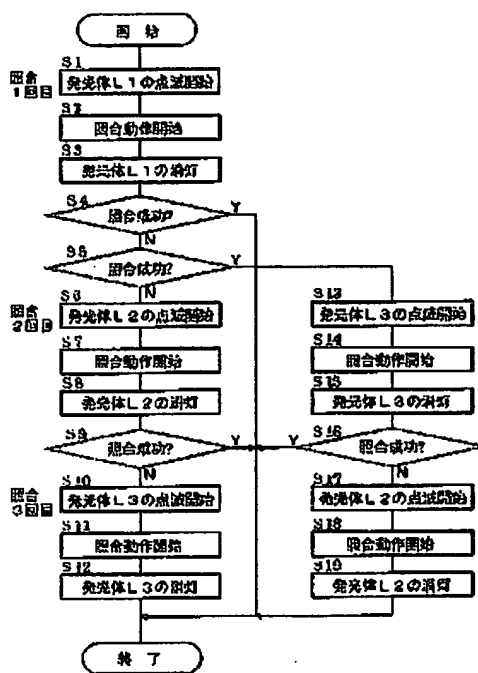 開始
S1
照合
1回目
発光体L1の点滅開始
S2
照合動作開始
S3
発光体L1の消灯
S4
照合成功?
Y
N
S5
照合成功?
Y
N
S6
照合
2回目
発光体L2の点滅開始
S7
照合動作開始
S8
発光体L2の消灯
S9
照合成功?
Y
N
S10
照合
3回目
発光体L3の点滅開始
S11
照合動作開始
S12
発光体L3の消灯
S13
発光体L3の点滅開始
S14
照合動作開始
S15
発光体L3の消灯
S16
Y
照合成功?
N
S17
発光体L2の点滅開始
S18
照合動作開始
S19
発光体L2の消灯
終了